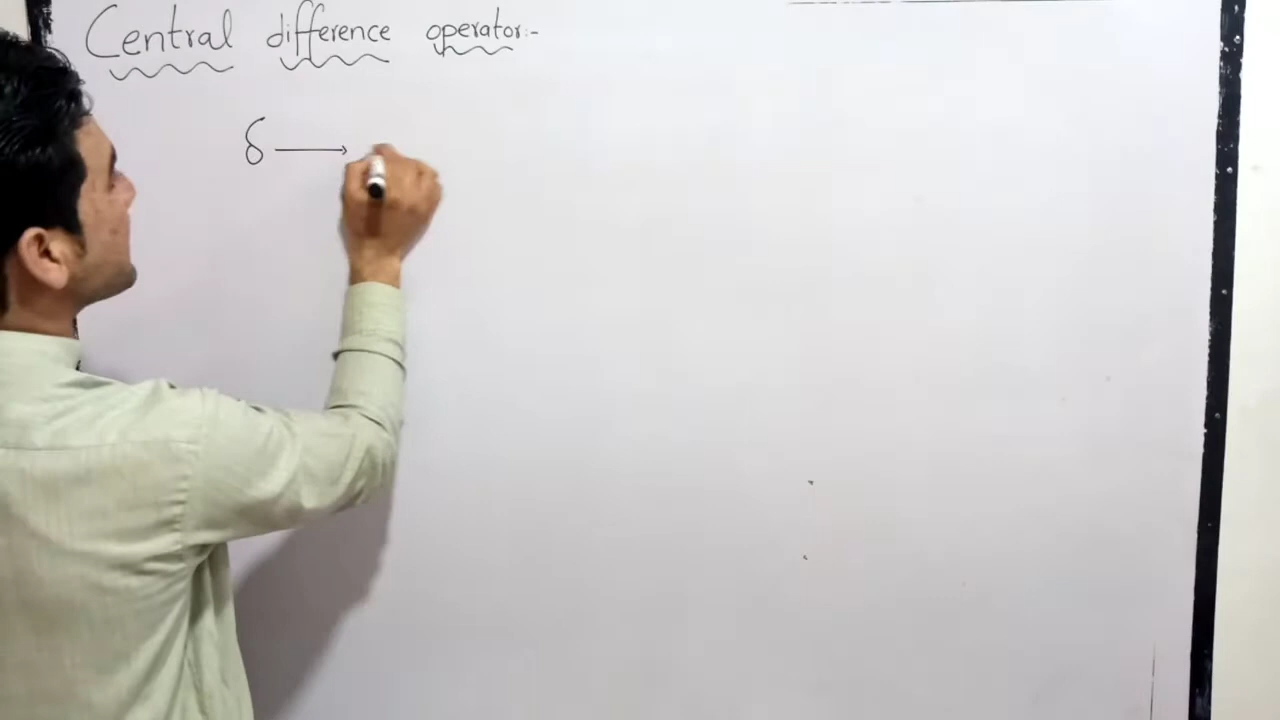 Central difference operator:-
δ ⟶